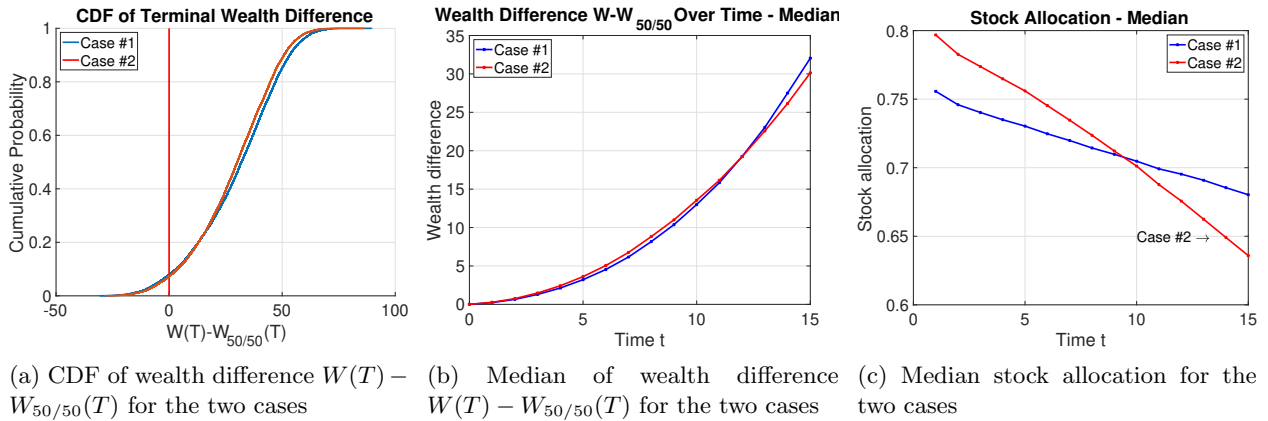 CDF of Terminal Wealth Difference
Case #1
Case #2
Cumulative Probability
1
0.8
0.6
0.4
0.2
0
-50
0
50
100
W(T)-W50/50(T)
Wealth Difference W-W50/50 Over Time - Median
Case #1
Case #2
Wealth difference
35
30
25
20
15
10
5
0
0
5
10
15
Time t
Stock Allocation - Median
Case #1
Case #2
Stock allocation
0.8
0.75
0.7
0.65
0.6
Case #2 →
0
5
10
15
Time t
(a) CDF of wealth difference W(T) −
W50/50(T) for the two cases
(b) Median of wealth difference
W(T) − W50/50(T) for the two cases
(c) Median stock allocation for the
two cases